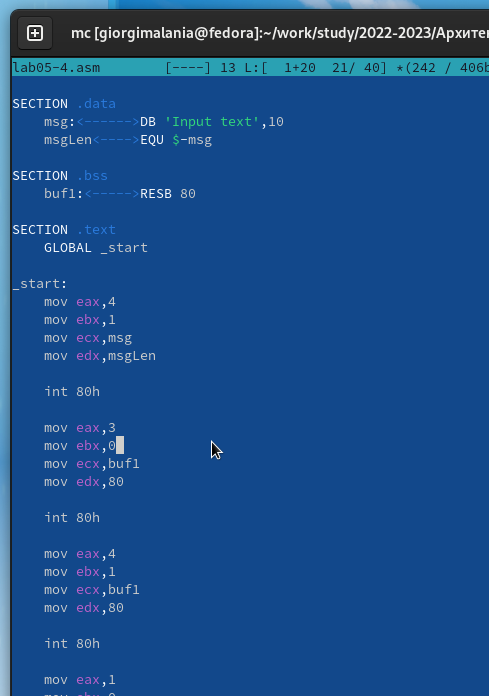 mc [giorgimalania@fedora]:~/work/study/2022-2023/Архите
lab05-4.asm [----] 13 L:[ 1+20 21/ 40] *(242 / 406b
SECTION .data
msg:<------>DB 'Input text',10
msgLen<---->EQU $-msg
SECTION .bss
buf1:<----->RESB 80
SECTION .text
GLOBAL _start
_start:
mov eax,4
mov ebx,1
mov ecx,msg
mov edx,msgLen
int 80h
mov eax,3
mov ebx,0
mov ecx,buf1
mov edx,80
int 80h
mov eax,4
mov ebx,1
mov ecx,buf1
mov edx,80
int 80h
mov eax,1